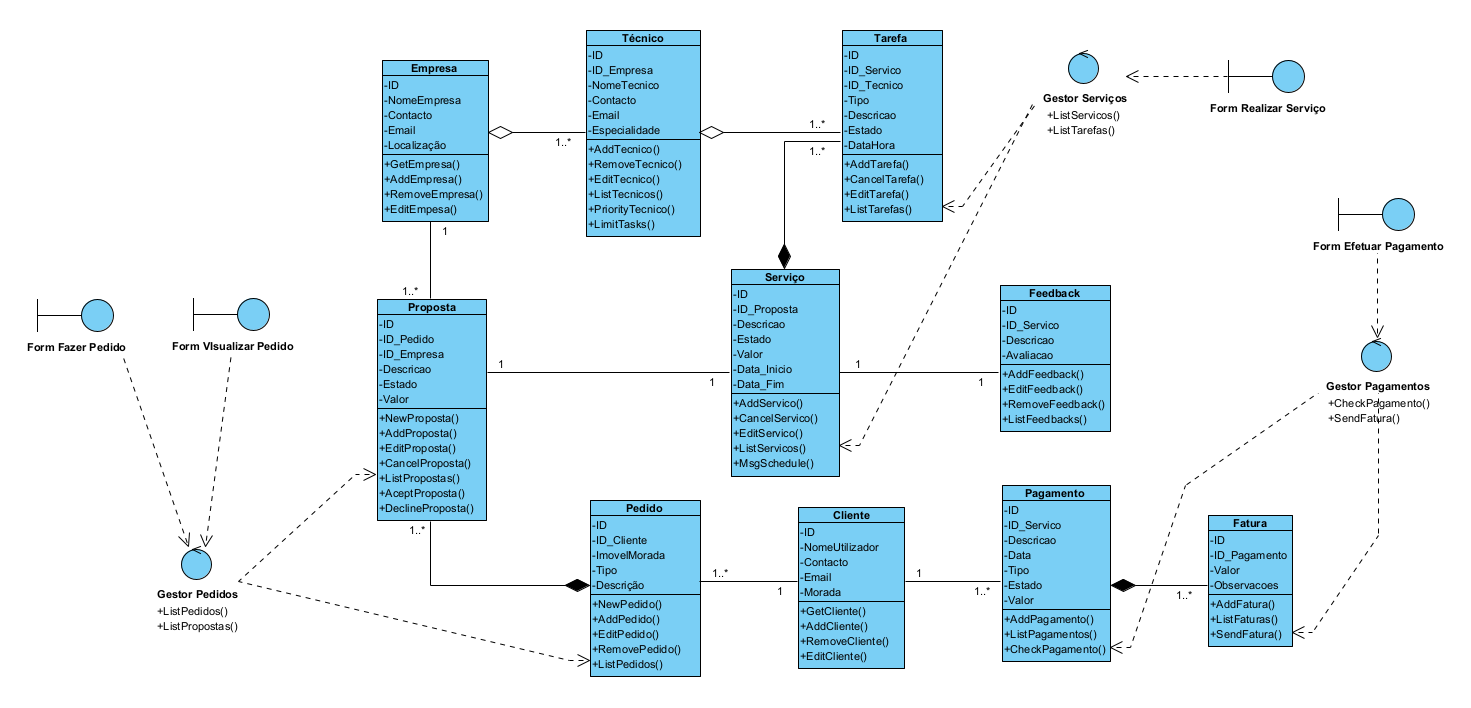 Empresa
-ID
-NomeEmpresa
-Contacto
-Email
-Localização
+GetEmpresa()
+AddEmpresa()
+RemoveEmpresa()
+EditEmpesa()
1..*
Técnico
-ID
-ID_Empresa
-NomeTecnico
-Contacto
-Email
-Especialidade
+AddTecnico()
+RemoveTecnico()
+EditTecnico()
+ListTecnicos()
+PriorityTecnico()
+LimitTasks()
1..*
1..*
Tarefa
-ID
-ID_Servico
-ID_Tecnico
-Tipo
-Descricao
-Estado
-DataHora
+AddTarefa()
+CancelTarefa()
+EditTarefa()
+ListTarefas()
Gestor Serviços
+ListServicos()
+ListTarefas()
Form Realizar Serviço
Form Efetuar Pagamento
1
1..*
Form Fazer Pedido
Form VIsualizar Pedido
Proposta
-ID
-ID_Pedido
-ID_Empresa
-Descricao
-Estado
-Valor
+NewProposta()
+AddProposta()
+EditProposta()
+CancelProposta()
+ListPropostas()
+AceptProposta()
+DeclineProposta()
1
1
Serviço
-ID
-ID_Proposta
-Descricao
-Estado
-Valor
-Data_Inicio
-Data_Fim
+AddServico()
+CancelServico()
+EditServico()
+ListServicos()
+MsgSchedule()
1
1
Feedback
-ID
-ID_Servico
-Descricao
-Avaliacao
+AddFeedback()
+EditFeedback()
+RemoveFeedback()
+ListFeedbacks()
Gestor Pagamentos
+CheckPagamento()
+SendFatura()
Gestor Pedidos
+ListPedidos()
+ListPropostas()
1..*
Pedido
-ID
-ID_Cliente
-ImovelMorada
-Tipo
-Descrição
+NewPedido()
+AddPedido()
+EditPedido()
+RemovePedido()
+ListPedidos()
1..*
1
Cliente
-ID
-NomeUtilizador
-Contacto
-Email
-Morada
+GetCliente()
+AddCliente()
+RemoveCliente()
+EditCliente()
1
1..*
Pagamento
-ID
-ID_Servico
-Descricao
-Data
-Tipo
-Estado
-Valor
+AddPagamento()
+ListPagamentos()
+CheckPagamento()
1..*
Fatura
-ID
-ID_Pagamento
-Valor
-Observacoes
+AddFatura()
+ListFaturas()
+SendFatura()